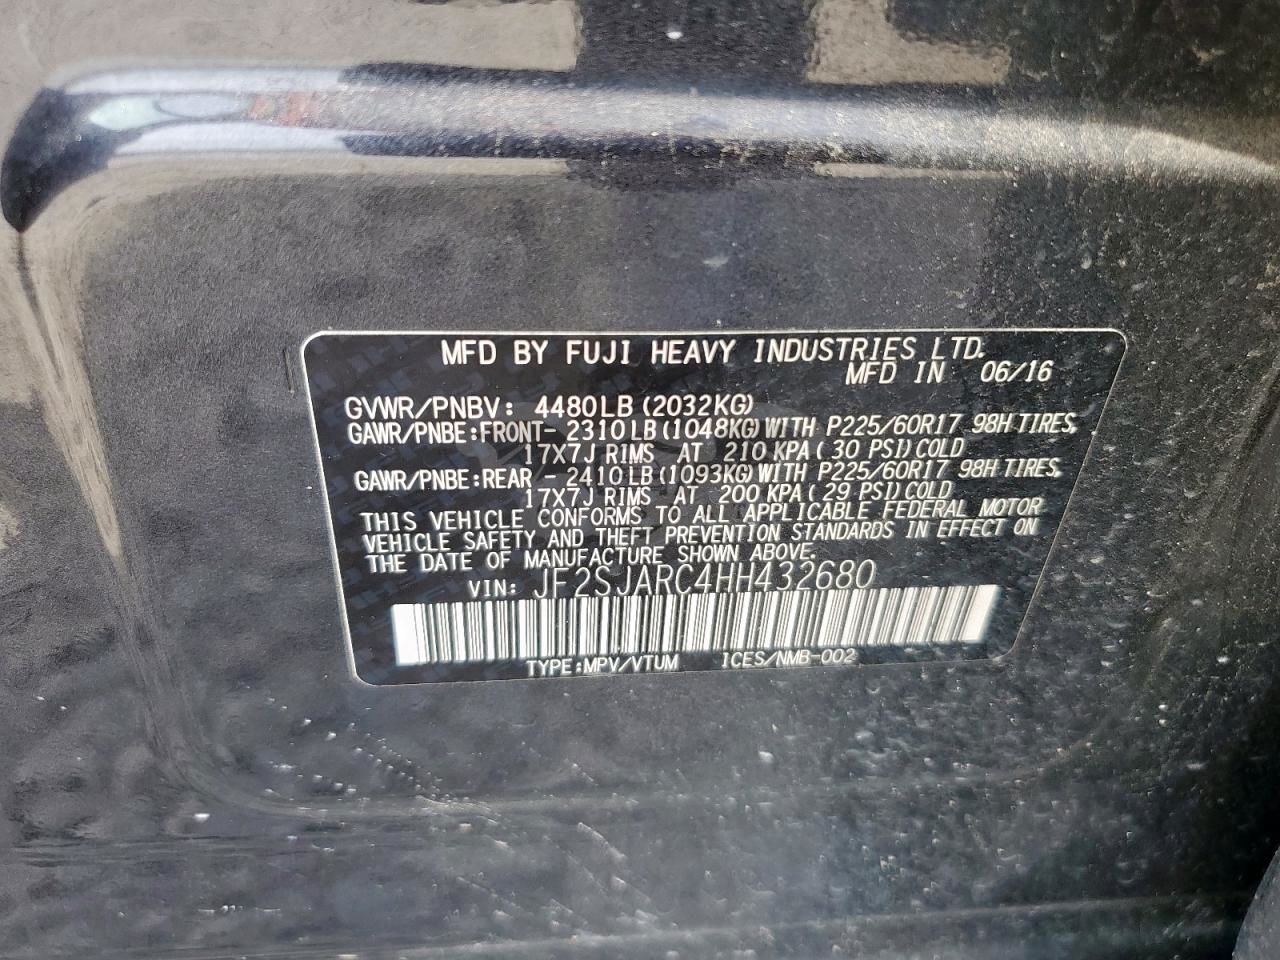 MFD BY FUJI HEAVY INDUSTRIES LTD.
MFD IN 06/16
GVWR/PNBV: 4480LB (2032KG)
GAWR/PNBE:FRONT- 2310LB (1048KG) WITH P225/60R17 98H TIRES,
17X7J RIMS AT 210 KPA (30 PSI) COLD
GAWR/PNBE:REAR - 2410LB (1093KG) WITH P225/60R17 98H TIRES,
17X7J RIMS AT 200 KPA (29 PSI) COLD
THIS VEHICLE CONFORMS TO ALL APPLICABLE FEDERAL MOTOR
VEHICLE SAFETY AND THEFT PREVENTION STANDARDS IN EFFECT ON
THE DATE OF MANUFACTURE SHOWN ABOVE.
VIN: JF2SJARC4HH432680
TYPE:MPV/VTUM ICES/NMB-002